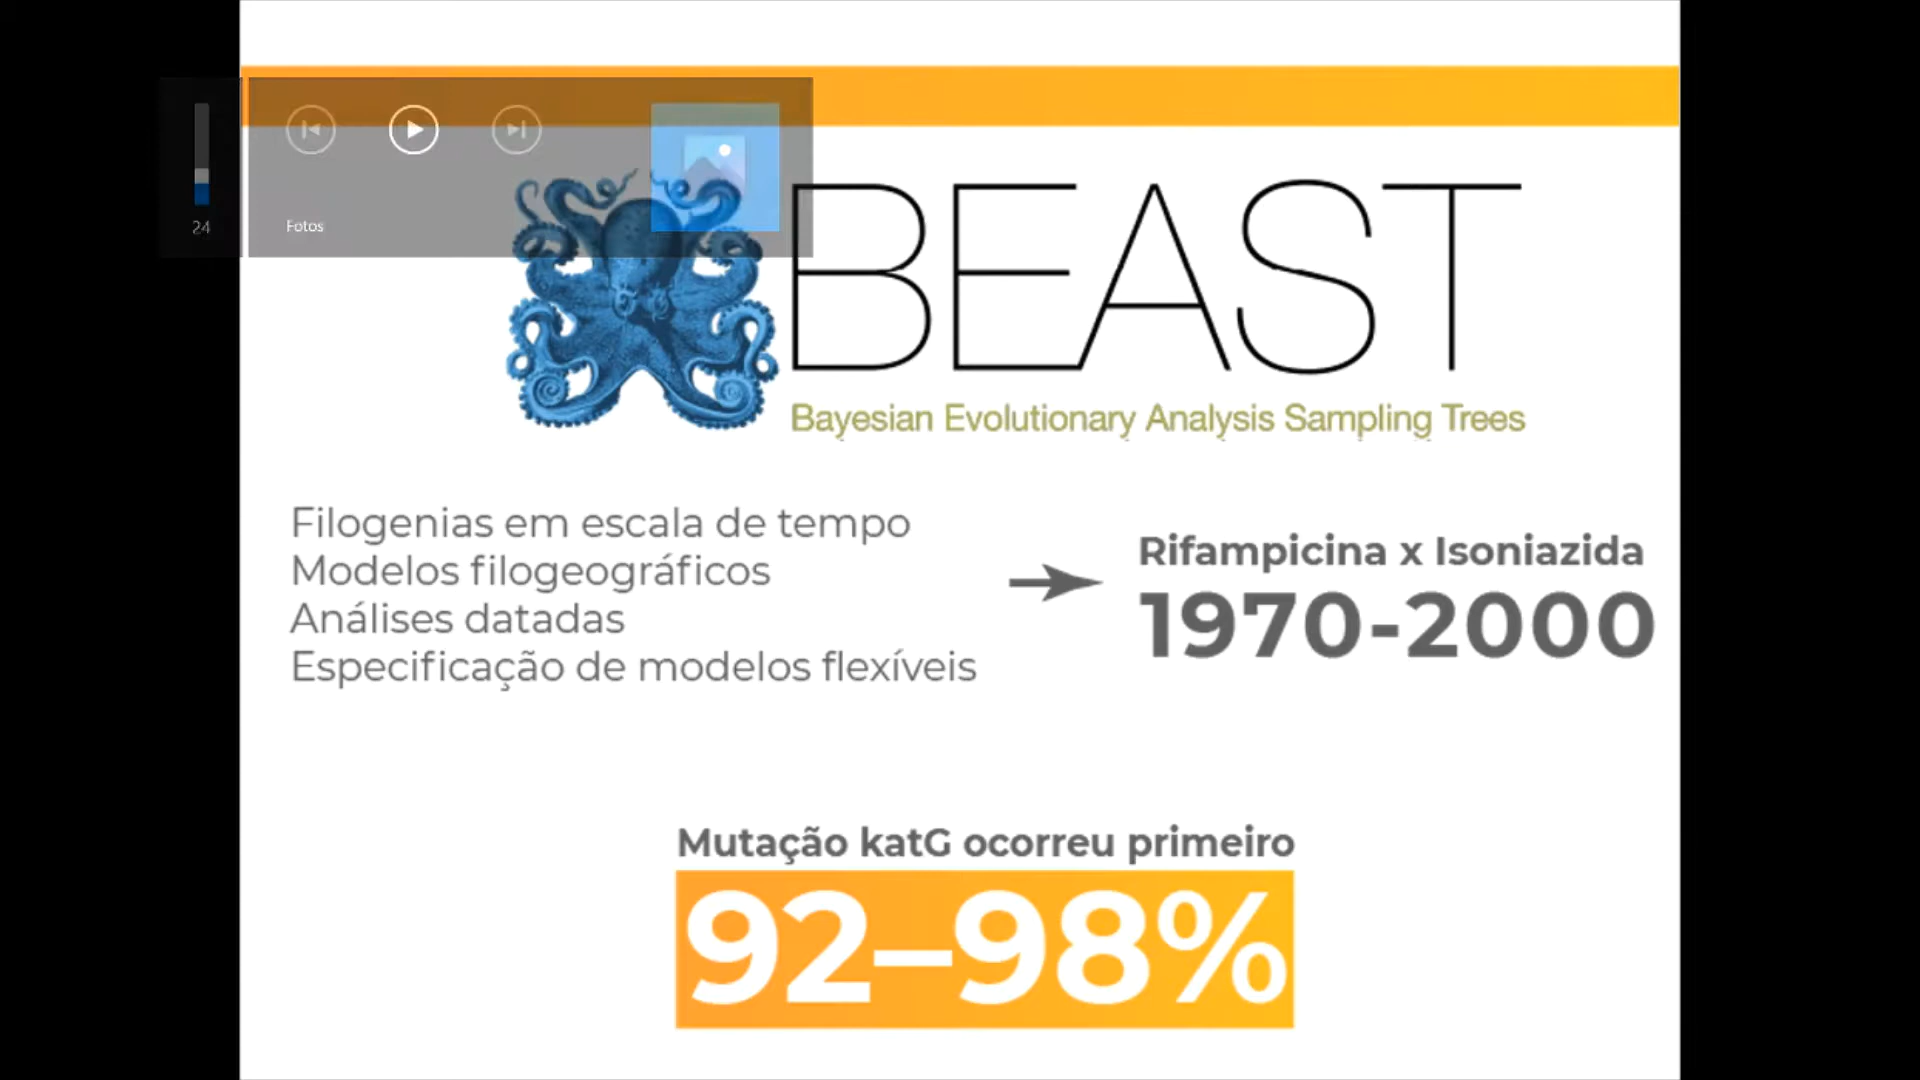 24
Fotos
BEAST
Bayesian Evolutionary Analysis Sampling Trees
Filogenias em escala de tempo
Modelos filogeográficos
Análises datadas
Especificação de modelos flexíveis
Rifampicina x Isoniazida
1970-2000
Mutação katG ocorreu primeiro
92–98%